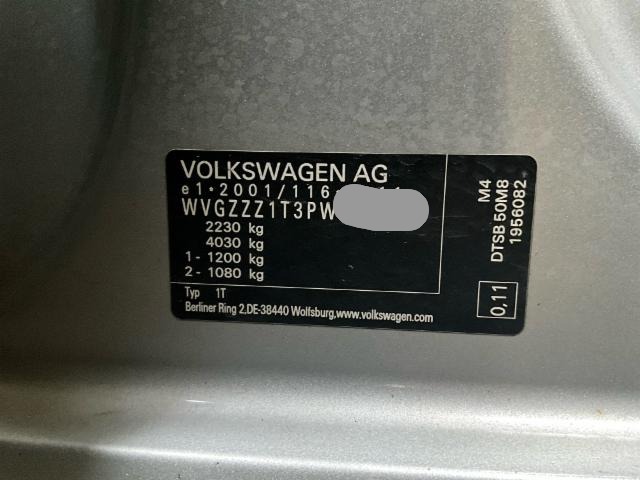 VOLKSWAGEN AG
e1*2001/116
WVGZZZ1T3PW
2230 kg
4030 kg
1 - 1200 kg
2 - 1080 kg
Typ 1T
Berliner Ring 2,DE-38440 Wolfsburg,www.volkswagen.com
M4
DTSB 50M8
1956082
0,11